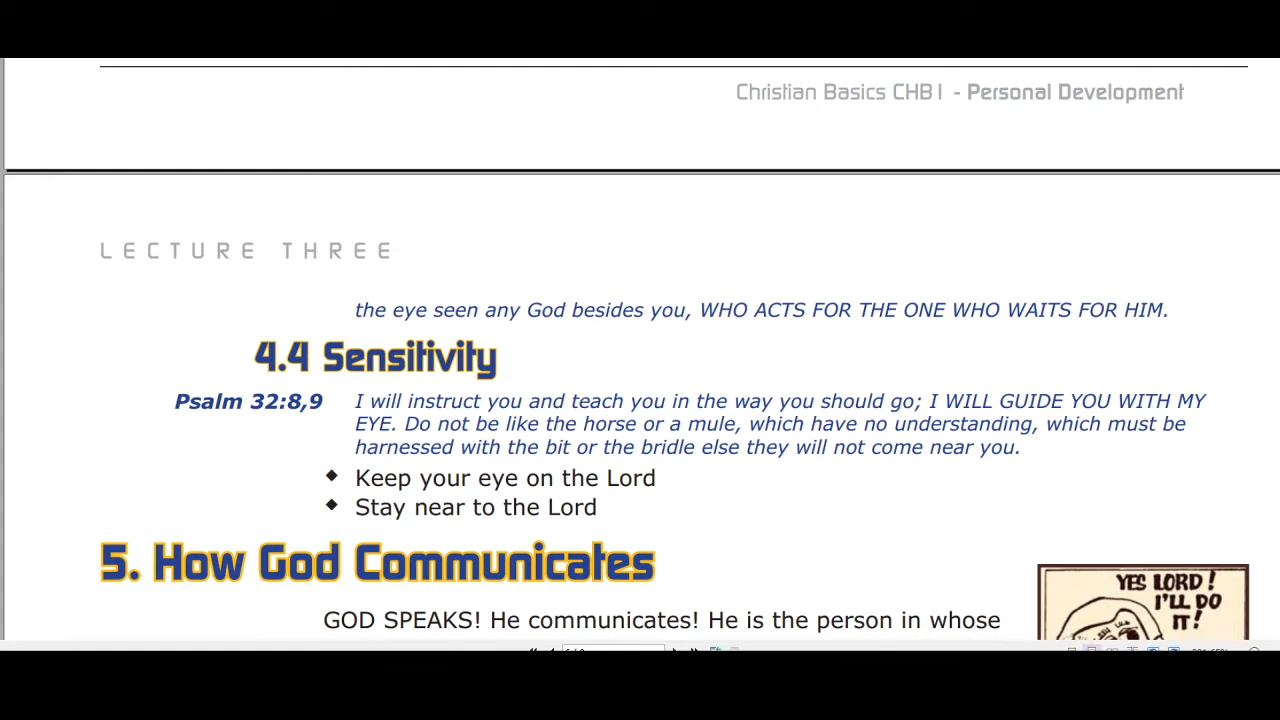 Christian Basics CHB1 - Personal Development
LECTURE THREE
the eye seen any God besides you, WHO ACTS FOR THE ONE WHO WAITS FOR HIM.
4.4 Sensitivity
Psalm 32:8,9 I will instruct you and teach you in the way you should go; I WILL GUIDE YOU WITH MY
EYE. Do not be like the horse or a mule, which have no understanding, which must be
harnessed with the bit or the bridle else they will not come near you.
◆ Keep your eye on the Lord
◆ Stay near to the Lord
5. How God Communicates
YES LORD!
I'LL DO
IT!
GOD SPEAKS! He communicates! He is the person in whose